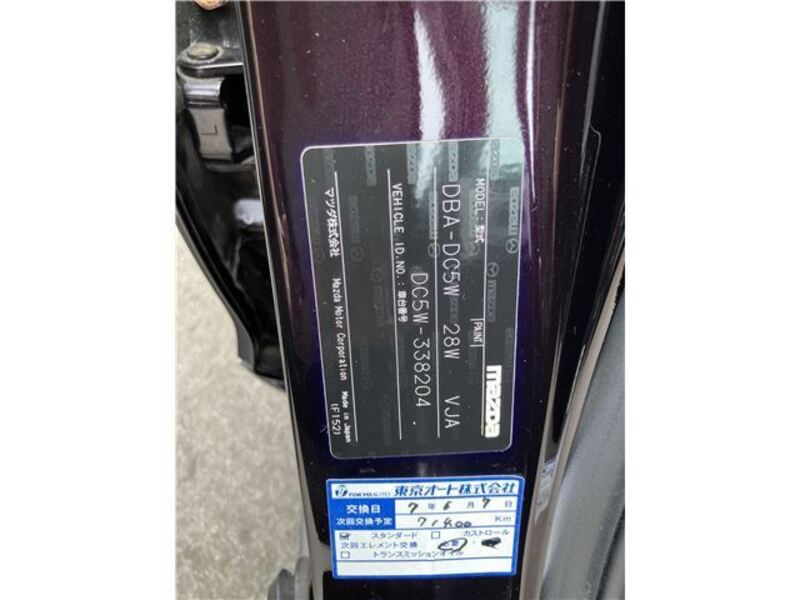 mazda
MODEL：型式 PAINT
DBA-DC5W 28W VJA
VEHICLE ID.NO.：車台番号
DC5W-338204
マツダ株式会社 Mazda Motor Corporation Made in Japan
(F152)
TOKYOAUTO 東京オート株式会社
交換日 7年6月7日
次回交換予定 Km
スタンダード カストロール
次回エレメント交換
トランスミッションオイル